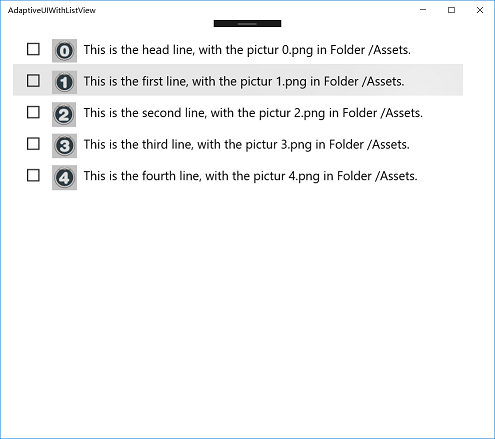 AdaptiveUIWithListView
0 This is the head line, with the pictur 0.png in Folder /Assets.
1 This is the first line, with the pictur 1.png in Folder /Assets.
2 This is the second line, with the pictur 2.png in Folder /Assets.
3 This is the third line, with the pictur 3.png in Folder /Assets.
4 This is the fourth line, with the pictur 4.png in Folder /Assets.